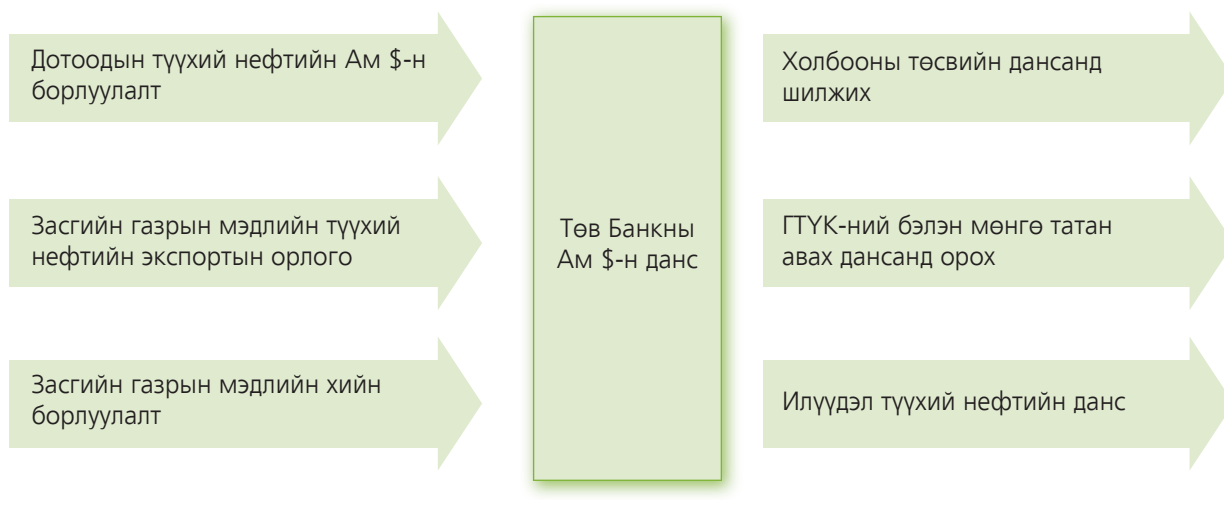 Дотоодын түүхий нефтийн Ам $-н
борлуулалт
Засгийн газрын мэдлийн түүхий
нефтийн экспортын орлого
Засгийн газрын мэдлийн хийн
борлуулалт
Төв Банкны
Ам $-н данс
Холбооны төсвийн дансанд
шилжих
ГТҮК-ний бэлэн мөнгө татан
авах дансанд орох
Илүүдэл түүхий нефтийн данс